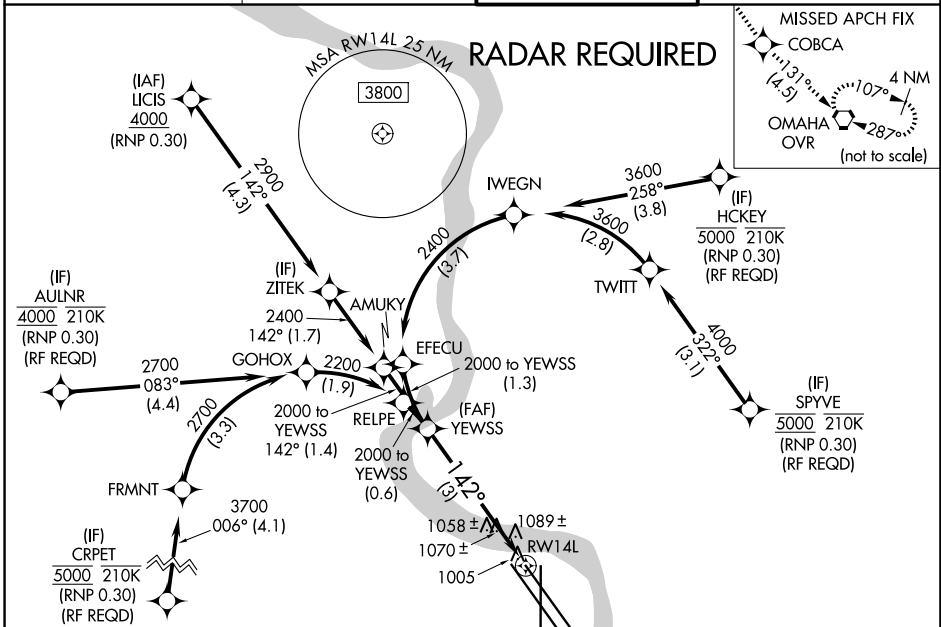 MSA RW14L 25 NM
3800
RADAR REQUIRED
MISSED APCH FIX
COBCA
131°
(4.5)
4 NM
107°
OMAHA
OVR
287°
(not to scale)
(IAF)
LICIS
4000
(RNP 0.30)
2900
142°
(4.3)
IWEGN
3600
258°
(3.8)
(IF)
HCKEY
5000 210K
(RNP 0.30)
(RF REQD)
3600
(2.8)
TWITT
2400
(3.7)
(IF)
ZITEK
AMUKY
2400
142° (1.7)
(IF)
AULNR
4000 210K
(RNP 0.30)
(RF REQD)
2700
083°
(4.4)
GOHOX
2200
(1.9)
EFECU
2000 to YEWSS
(1.3)
4000
322°
(3.1)
(IF)
SPYVE
5000 210K
(RNP 0.30)
(RF REQD)
2700
(3.3)
2000 to
YEWSS
142° (1.4)
RELPE
(FAF)
YEWSS
2000 to
YEWSS
(0.6)
FRMNT
3700
006° (4.1)
(IF)
CRPET
5000 210K
(RNP 0.30)
(RF REQD)
142°
(3)
1058 ±
1089 ±
1070 ±
RW14L
1005